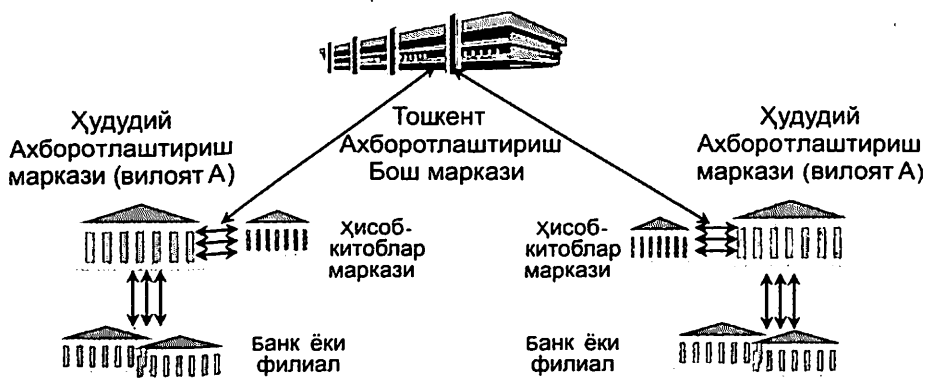 Тошкент
Ахборотлаштириш
Бош маркази
Ҳудудий
Ахборотлаштириш
маркази (вилоят А)
Ҳудудий
Ахборотлаштириш
маркази (вилоят А)
Ҳисоб-
китоблар
маркази
Ҳисоб-
китоблар
маркази
Банк ёки
филиал
Банк ёки
филиал